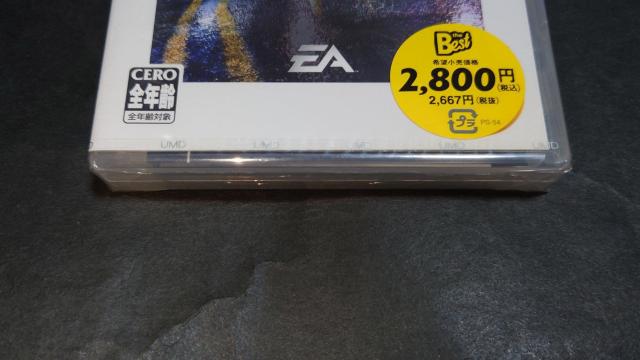 the
Best
希望小売価格
2,800円(税込)
2,667円(税抜)
プラ
PS-54
EA
CERO
全年齢
全年齢対象
UMD UMD UMD UMD UMD